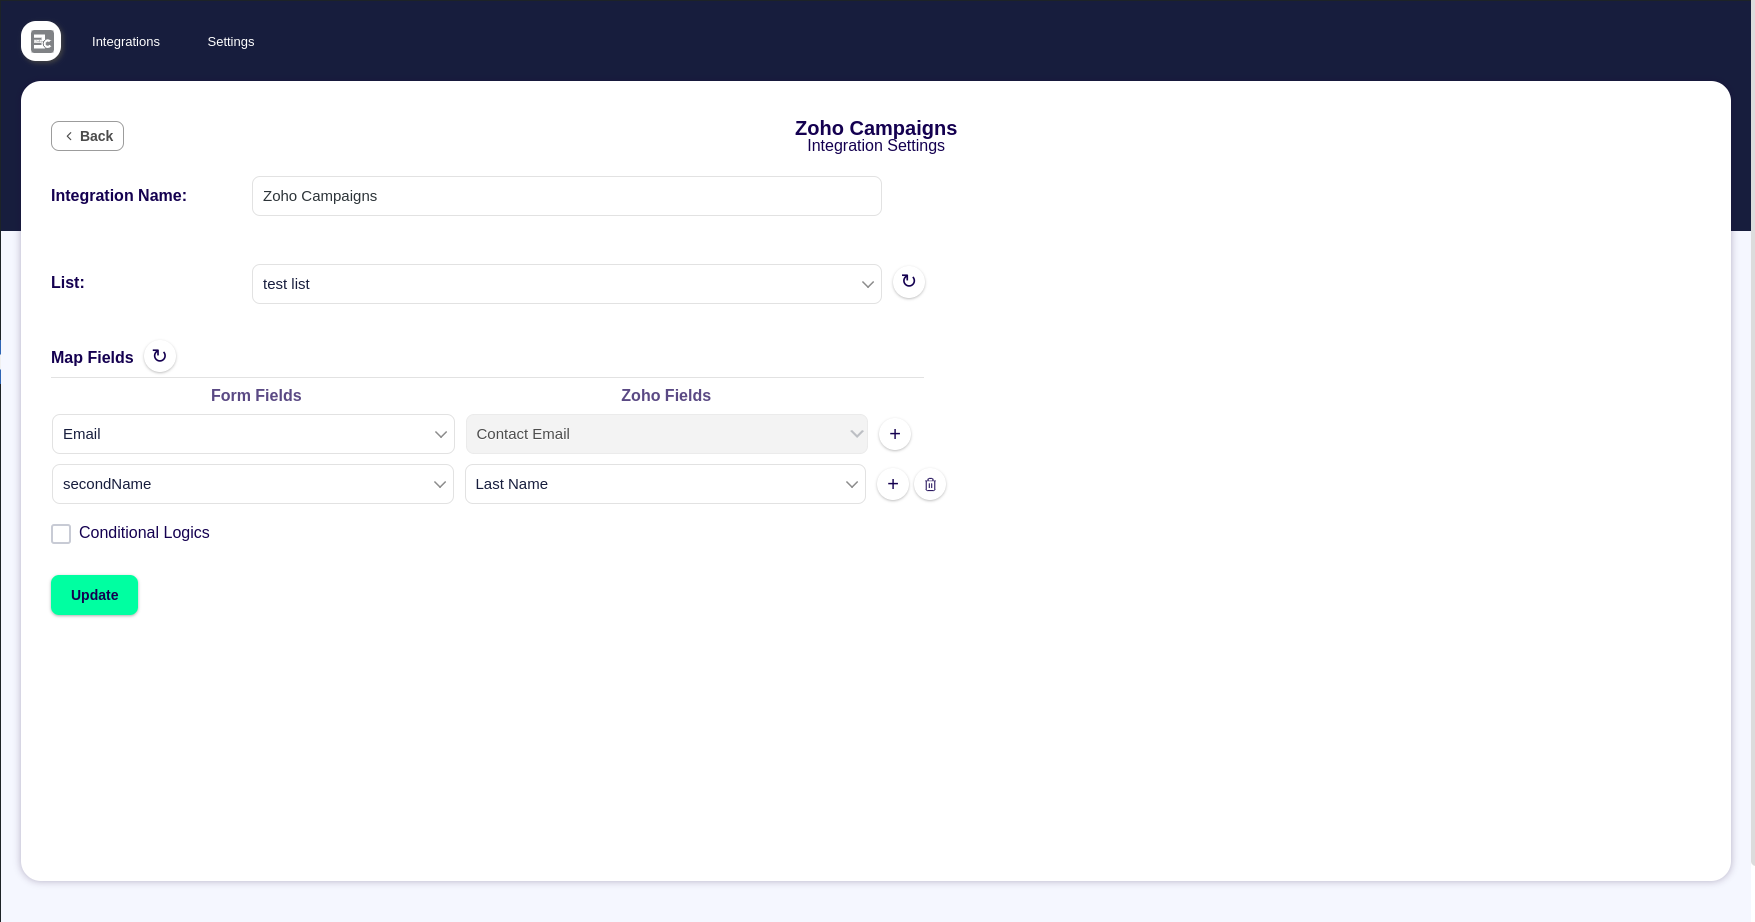 Integrations Settings
Back
Zoho Campaigns
Integration Settings
Integration Name: Zoho Campaigns
List: test list
Map Fields
Form Fields Zoho Fields
Email Contact Email
secondName Last Name
Conditional Logics
Update